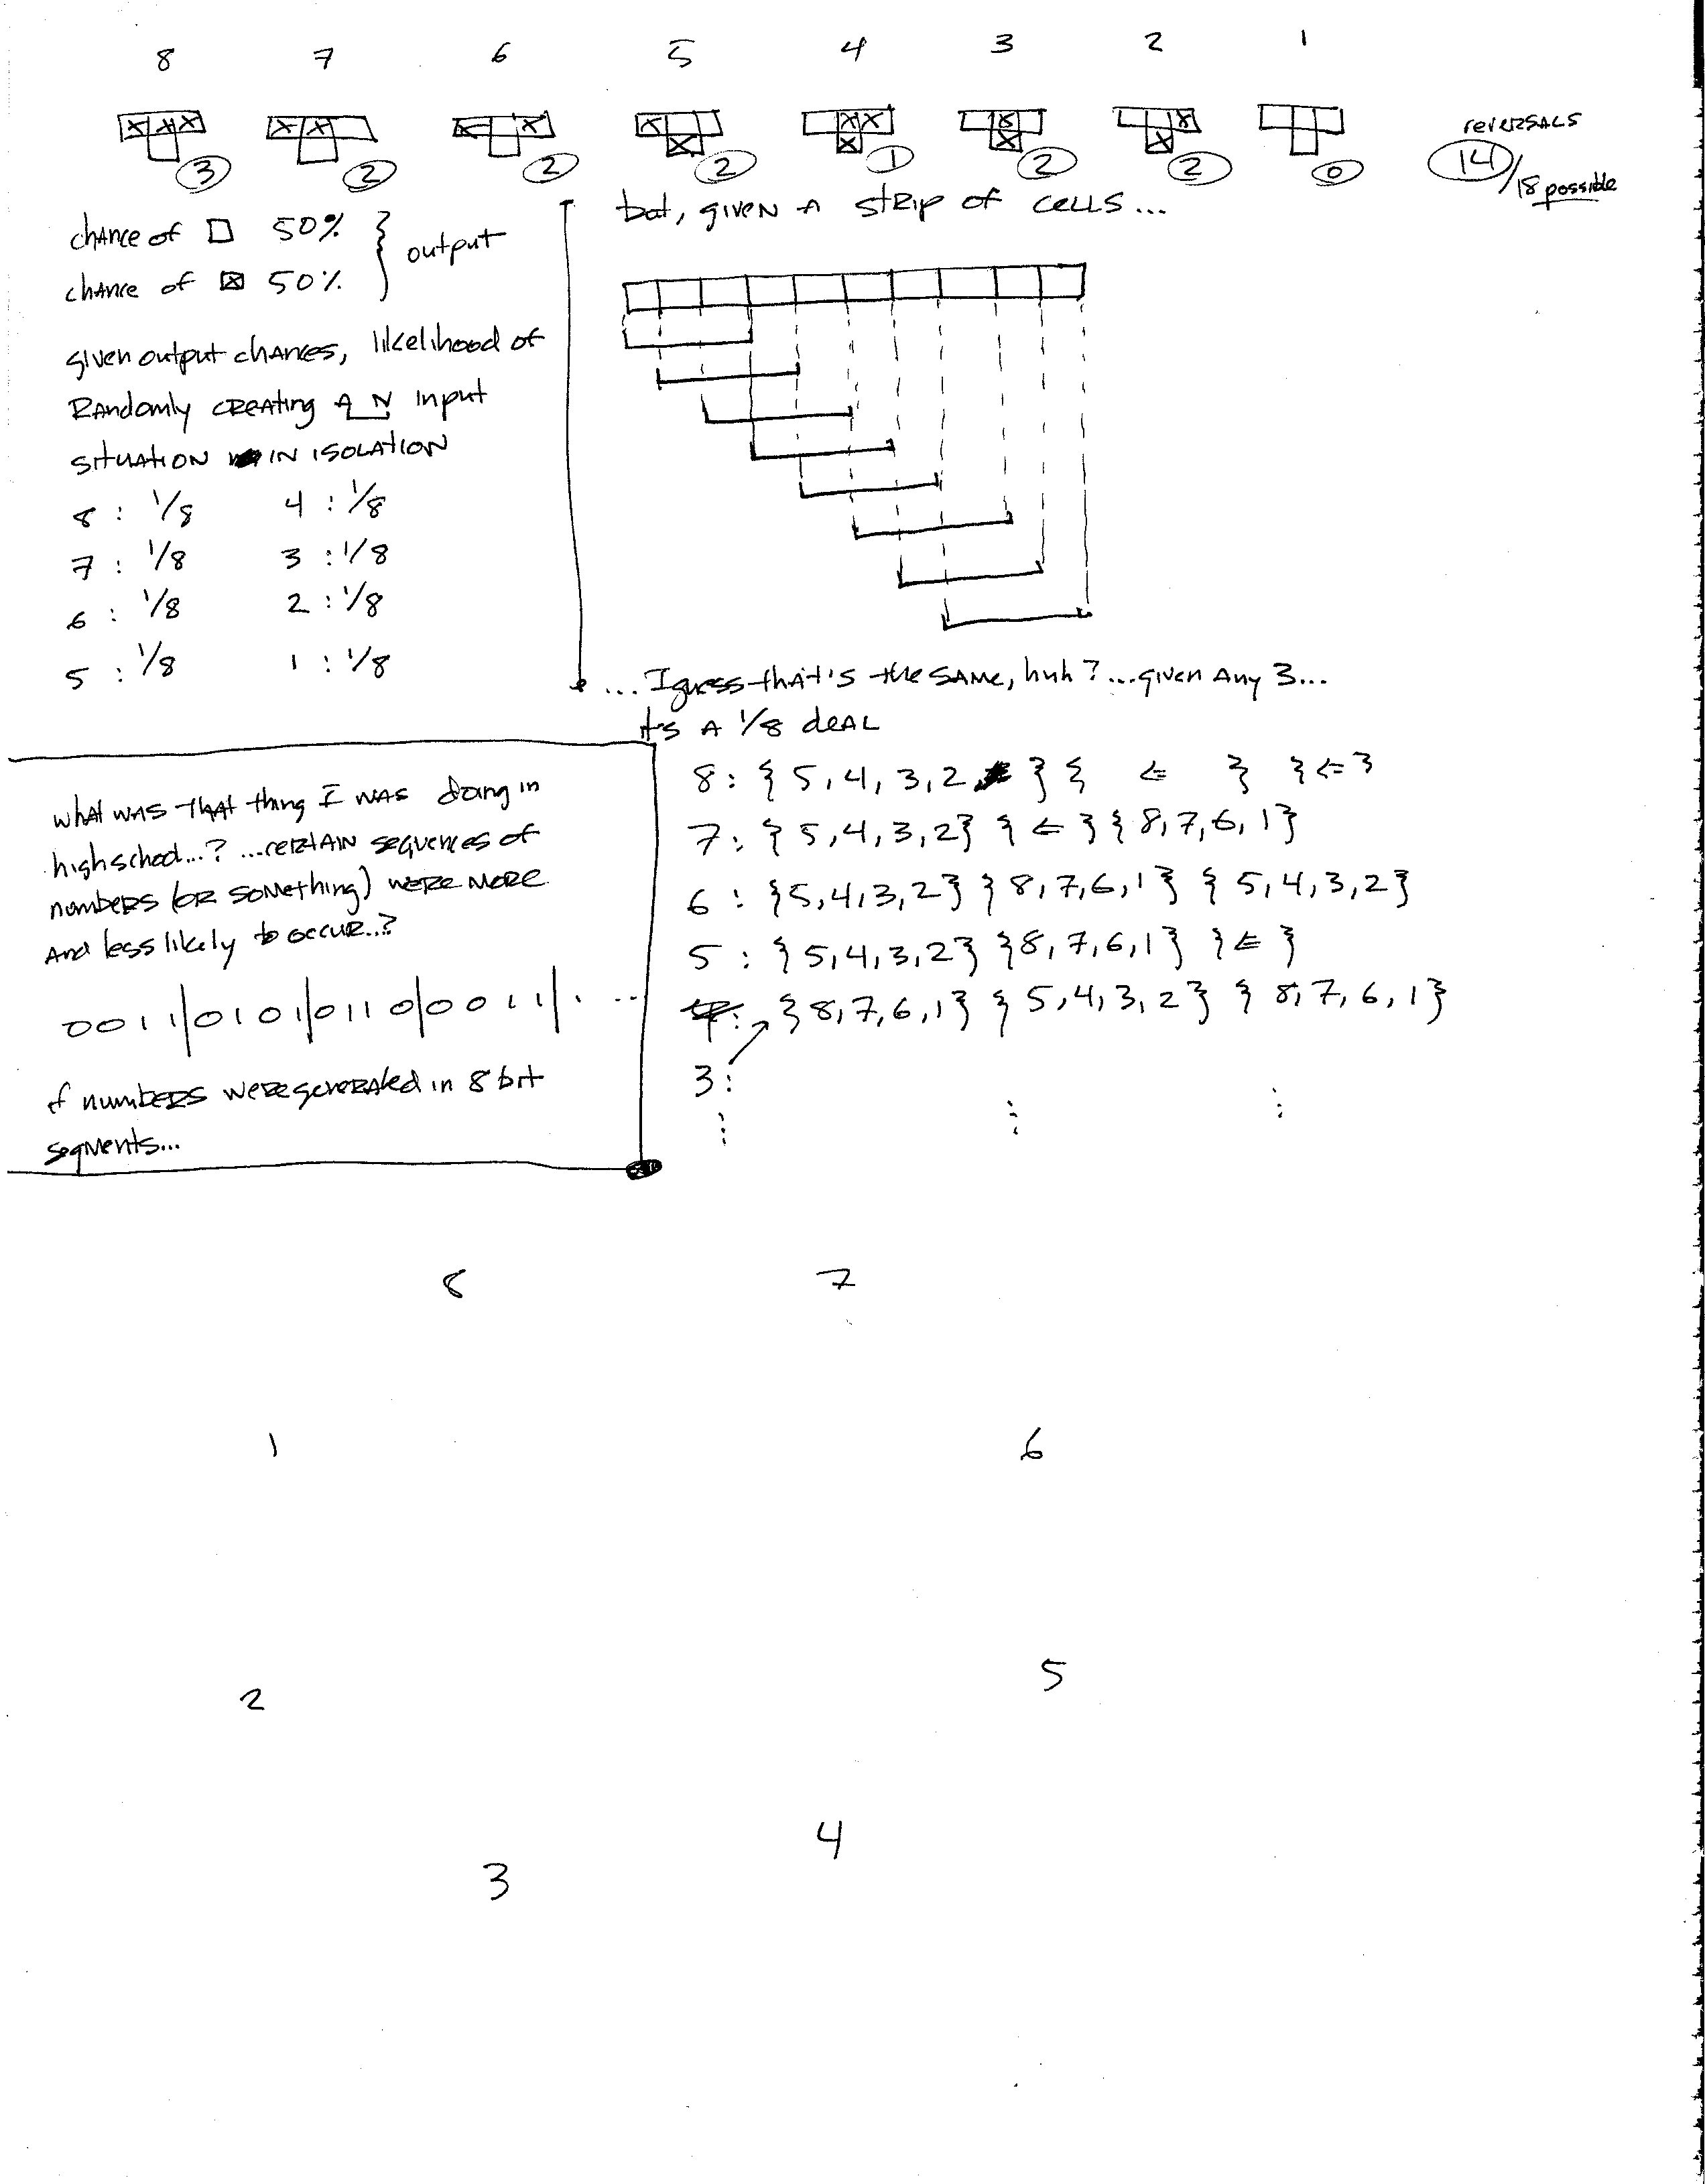 8 7 6 5 4 3 2 1
3 2 2 2 1 2 2 0
reversals
14/18 possible
chance of □ 50%
chance of ☒ 50%
} output
given output chances, likelihood of
Randomly creating A N input
situation in isolation
8 : 1/8 4 : 1/8
7 : 1/8 3 : 1/8
6 : 1/8 2 : 1/8
5 : 1/8 1 : 1/8
but, given a strip of cells...
... I guess that's the same, huh? ...given any 3...
it's a 1/8 deal
8: { 5, 4, 3, 2 } { ⇐ } { ⇐ }
7: { 5, 4, 3, 2 } { ⇐ } { 8, 7, 6, 1 }
6 : { 5, 4, 3, 2 } { 8, 7, 6, 1 } { 5, 4, 3, 2 }
5 : { 5, 4, 3, 2 } { 8, 7, 6, 1 } { ⇐ }
{ 8, 7, 6, 1 } { 5, 4, 3, 2 } { 8, 7, 6, 1 }
3:
what was that thing I was doing in
highschool...? ...certain sequences of
numbers (or something) were more
and less likely to occur..?
0011|0101|0110|0011|. ...
if numbers were generated in 8 bit
segments...
8 7
1 6
2 5
3 4